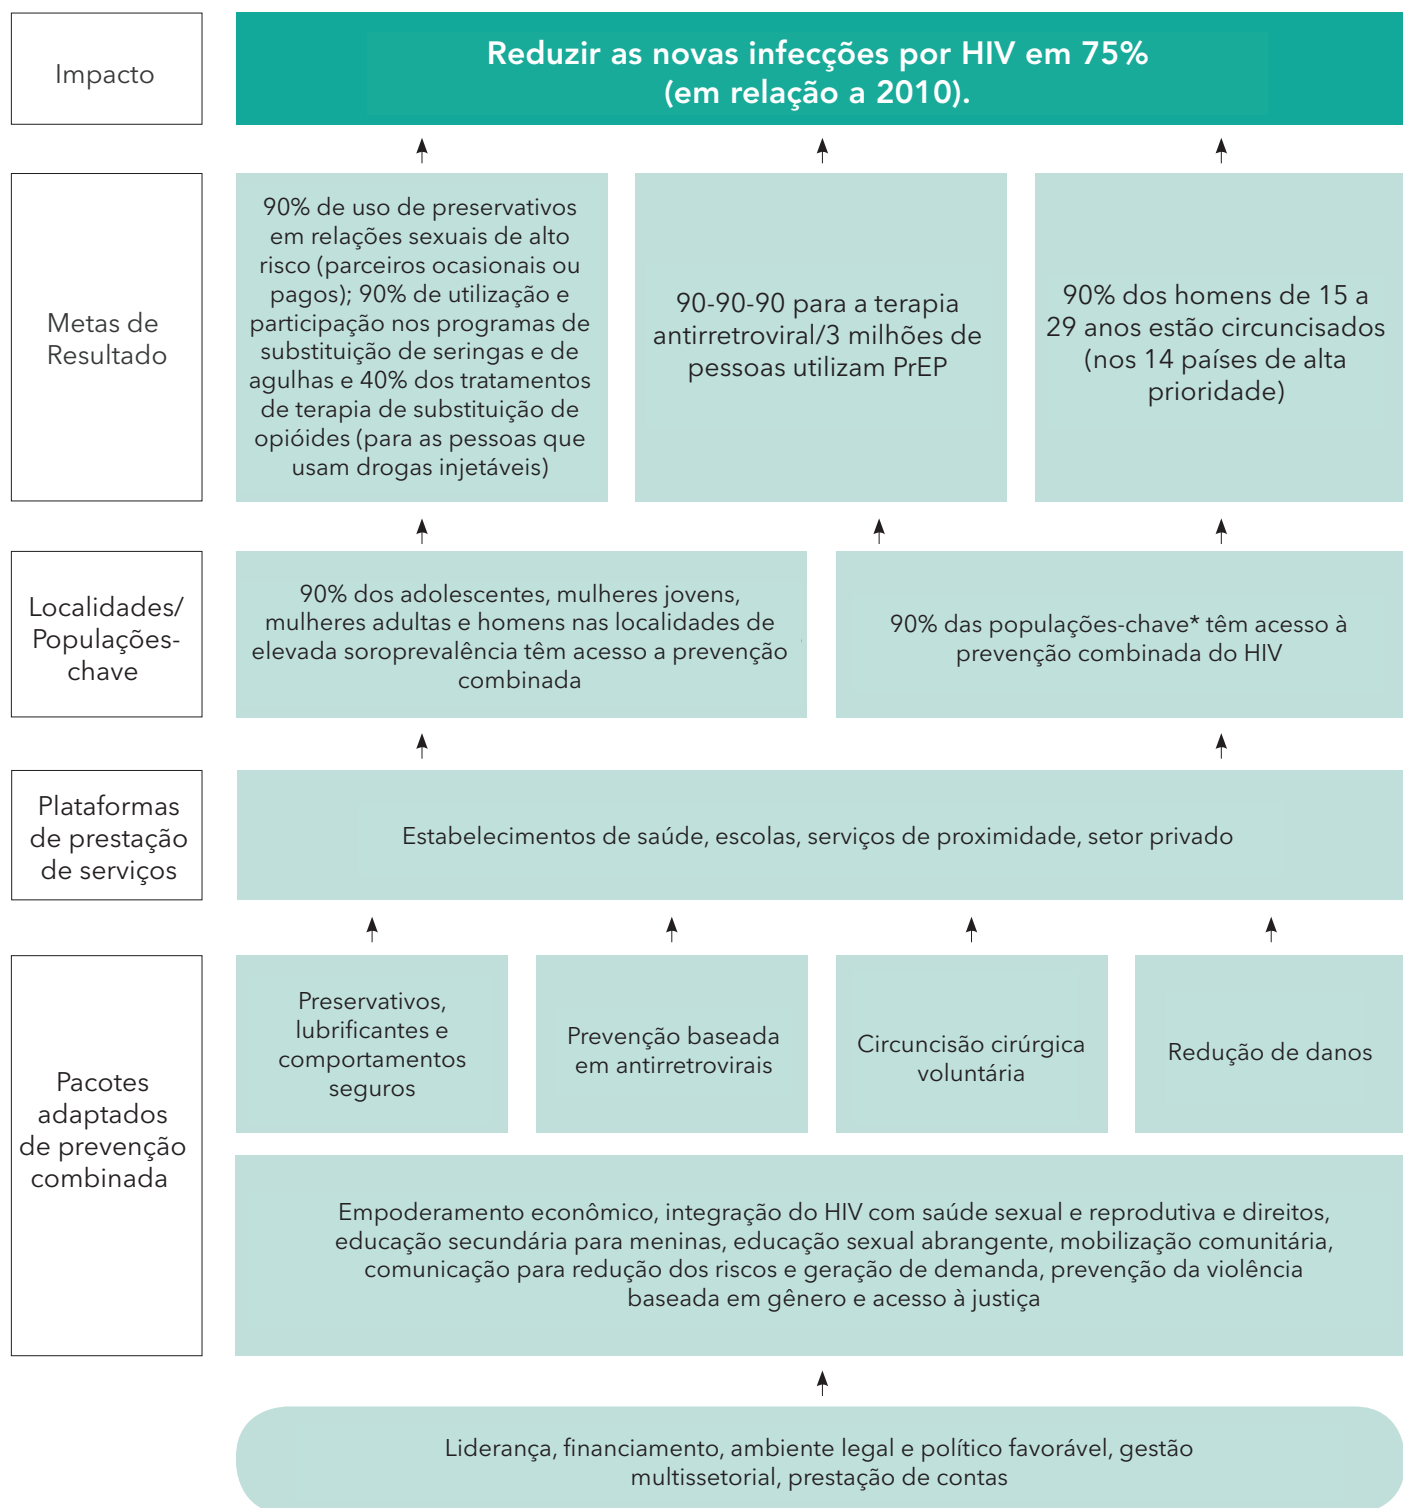 Impacto
Reduzir as novas infecções por HIV em 75%
(em relação a 2010).
Metas de
Resultado
90% de uso de preservativos
em relações sexuais de alto
risco (parceiros ocasionais ou
pagos); 90% de utilização e
participação nos programas de
substituição de seringas e de
agulhas e 40% dos tratamentos
de terapia de substituição de
opióides (para as pessoas que
usam drogas injetáveis)
90-90-90 para a terapia
antirretroviral/3 milhões de
pessoas utilizam PrEP
90% dos homens de 15 a
29 anos estão circuncisados
(nos 14 países de alta
prioridade)
Localidades/
Populações-
chave
90% dos adolescentes, mulheres jovens,
mulheres adultas e homens nas localidades de
elevada soroprevalência têm acesso a prevenção
combinada
90% das populações-chave* têm acesso à
prevenção combinada do HIV
Plataformas
de prestação
de serviços
Estabelecimentos de saúde, escolas, serviços de proximidade, setor privado
Pacotes
adaptados
de prevenção
combinada
Preservativos,
lubrificantes e
comportamentos
seguros
Prevenção baseada
em antirretrovirais
Circuncisão cirúrgica
voluntária
Redução de danos
Empoderamento econômico, integração do HIV com saúde sexual e reprodutiva e direitos,
educação secundária para meninas, educação sexual abrangente, mobilização comunitária,
comunicação para redução dos riscos e geração de demanda, prevenção da violência
baseada em gênero e acesso à justiça
Liderança, financiamento, ambiente legal e político favorável, gestão
multissetorial, prestação de contas